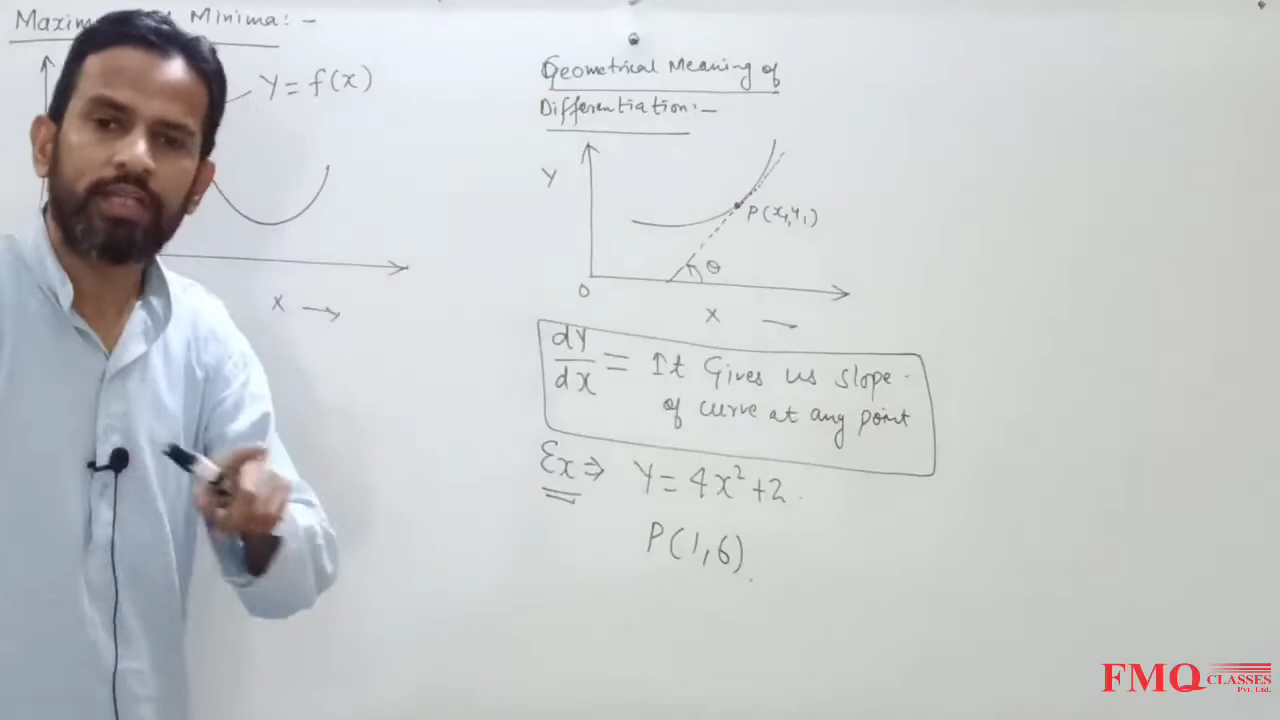 Maxima Minima:-
Y = f(x)
X →
Geometrical Meaning of
Differentiation:-
Y
P(x₁,y₁)
θ
O
X
dy/dx = It Gives us slope
of curve at any point
Ex ⇒ Y = 4x² + 2
P(1,6)
FMQ CLASSES
Pvt. Ltd.